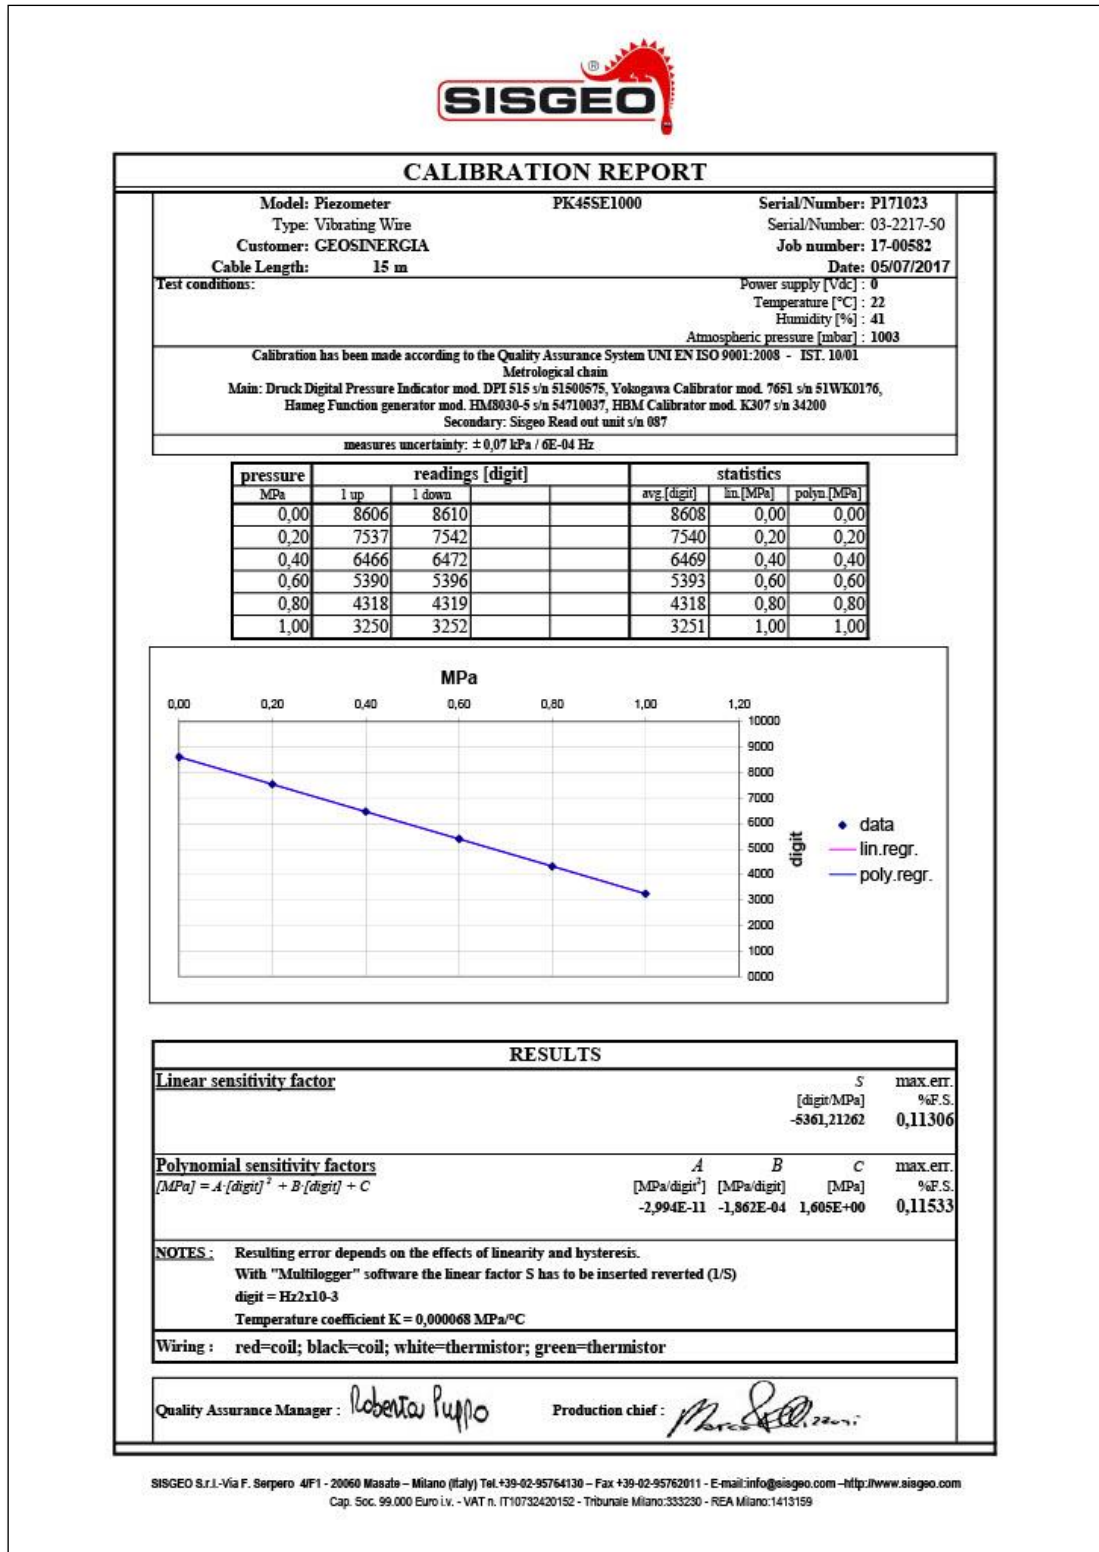 ®
SISGEO
CALIBRATION REPORT
Model: Piezometer PK45SE1000 Serial/Number: P171023
Type: Vibrating Wire Serial/Number: 03-2217-50
Customer: GEOSINERGIA Job number: 17-00582
Cable Length: 15 m Date: 05/07/2017
Test conditions: Power supply [Vdc] : 0
Temperature [°C] : 22
Humidity [%] : 41
Atmospheric pressure [mbar] : 1003
Calibration has been made according to the Quality Assurance System UNI EN ISO 9001:2008 - IST. 10/01
Metrological chain
Main: Druck Digital Pressure Indicator mod. DPI 515 s/n 51500575, Yokogawa Calibrator mod. 7651 s/n 51WK0176,
Hameg Function generator mod. HM8030-5 s/n 54710037, HBM Calibrator mod. K307 s/n 34200
Secondary: Sisgeo Read out unit s/n 087
measures uncertainty: ± 0,07 kPa / 6E-04 Hz
pressure readings [digit] statistics
MPa 1 up 1 down avg.[digit] lin.[MPa] polyn.[MPa]
0,00 8606 8610 8608 0,00 0,00
0,20 7537 7542 7540 0,20 0,20
0,40 6466 6472 6469 0,40 0,40
0,60 5390 5396 5393 0,60 0,60
0,80 4318 4319 4318 0,80 0,80
1,00 3250 3252 3251 1,00 1,00
MPa
0,00 0,20 0,40 0,60 0,80 1,00 1,20
10000
9000
8000
7000
6000
5000
4000
3000
2000
1000
0000
digit
data
lin.regr.
poly.regr.
RESULTS
Linear sensitivity factor S max.err.
[digit/MPa] %F.S.
-5361,21262 0,11306
Polynomial sensitivity factors A B C max.err.
[MPa] = A·[digit]² + B·[digit] + C [MPa/digit²] [MPa/digit] [MPa] %F.S.
-2,994E-11 -1,862E-04 1,605E+00 0,11533
NOTES : Resulting error depends on the effects of linearity and hysteresis.
With "Multilogger" software the linear factor S has to be inserted reverted (1/S)
digit = Hz2x10-3
Temperature coefficient K = 0,000068 MPa/°C
Wiring : red=coil; black=coil; white=thermistor; green=thermistor
Quality Assurance Manager : Roberta Puppo Production chief : Marco
SISGEO S.r.l.-Via F. Serpero 4/F1 - 20060 Masate – Milano (Italy) Tel.+39-02-95764130 – Fax +39-02-95762011 - E-mail:info@sisgeo.com –http://www.sisgeo.com
Cap. Soc. 99.000 Euro i.v. - VAT n. IT10732420152 - Tribunale Milano:333230 - REA Milano:1413159